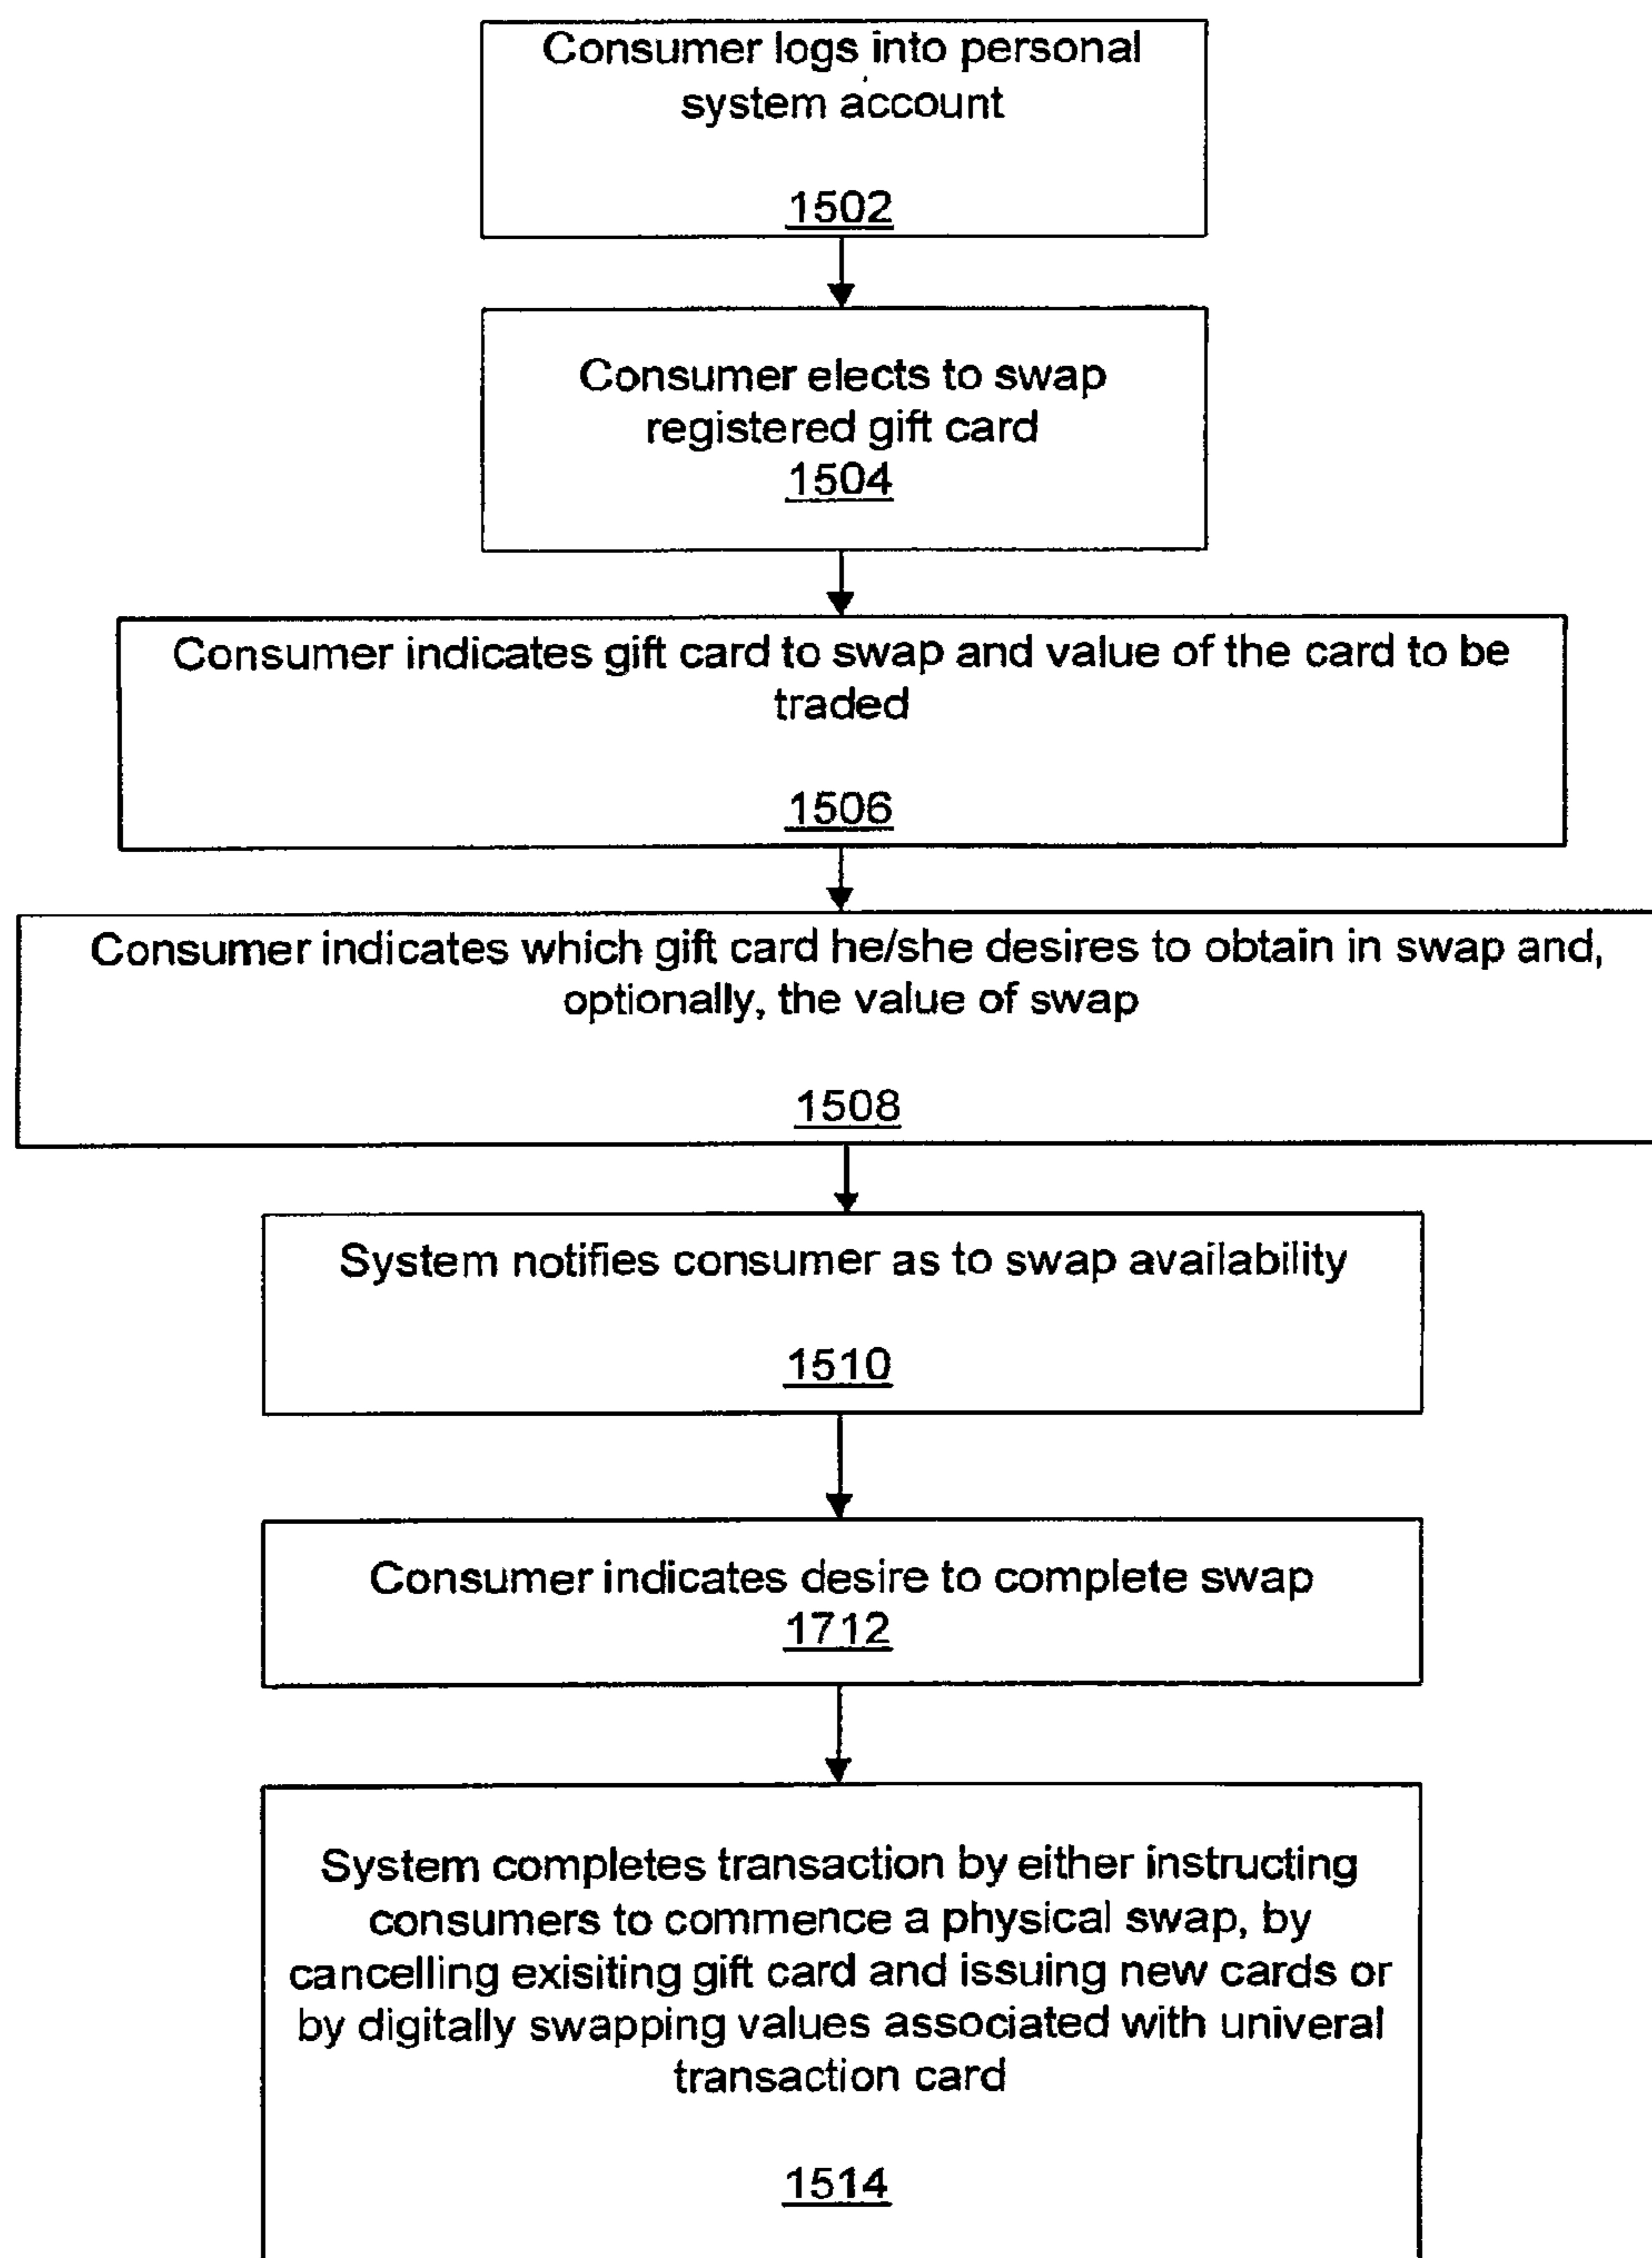 Consumer logs into personal
system account
1502
Consumer elects to swap
registered gift card
1504
Consumer indicates gift card to swap and value of the card to be
traded
1506
Consumer indicates which gift card he/she desires to obtain in swap and,
optionally, the value of swap
1508
System notifies consumer as to swap availability
1510
Consumer indicates desire to complete swap
1712
System completes transaction by either instructing
consumers to commence a physical swap, by
cancelling exisiting gift card and issuing new cards or
by digitally swapping values associated with univeral
transaction card
1514